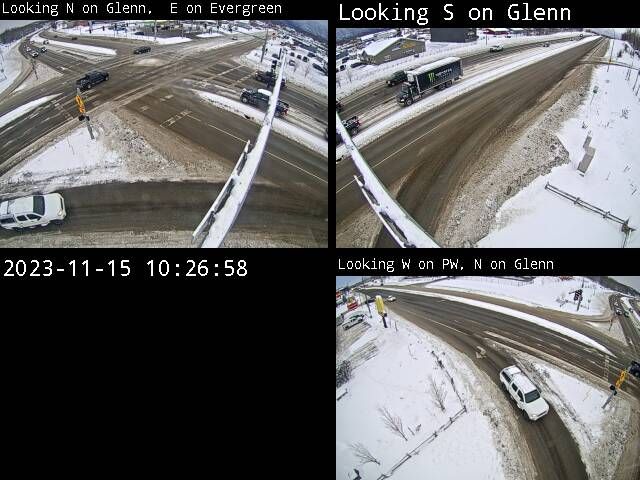 Looking N on Glenn,  E on Evergreen
Looking S on Glenn
2023-11-15 10:26:58
Looking W on PW, N on Glenn